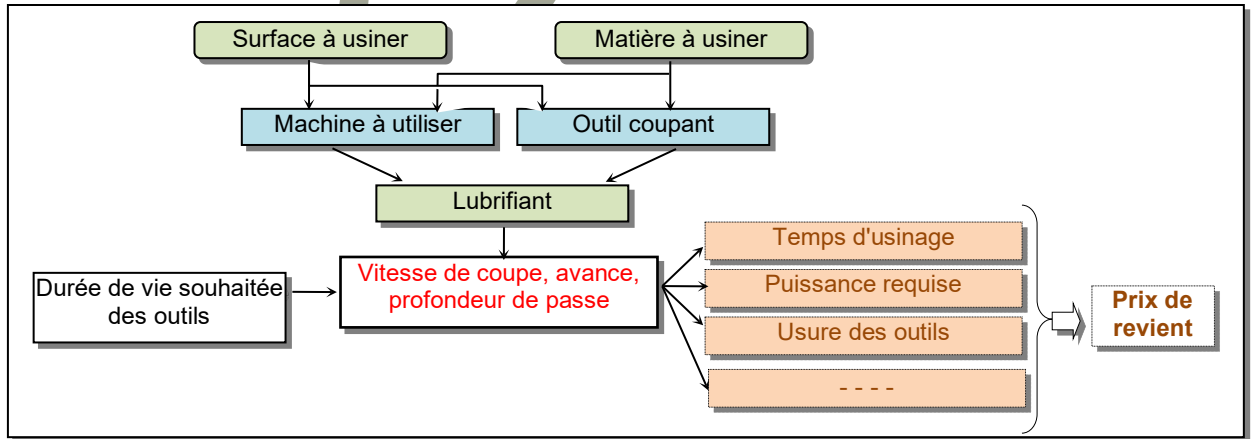 Surface à usiner
Matière à usiner
Machine à utiliser
Outil coupant
Lubrifiant
Durée de vie souhaitée
des outils
Vitesse de coupe, avance,
profondeur de passe
Temps d'usinage
Puissance requise
Usure des outils
- - - -
Prix de
revient